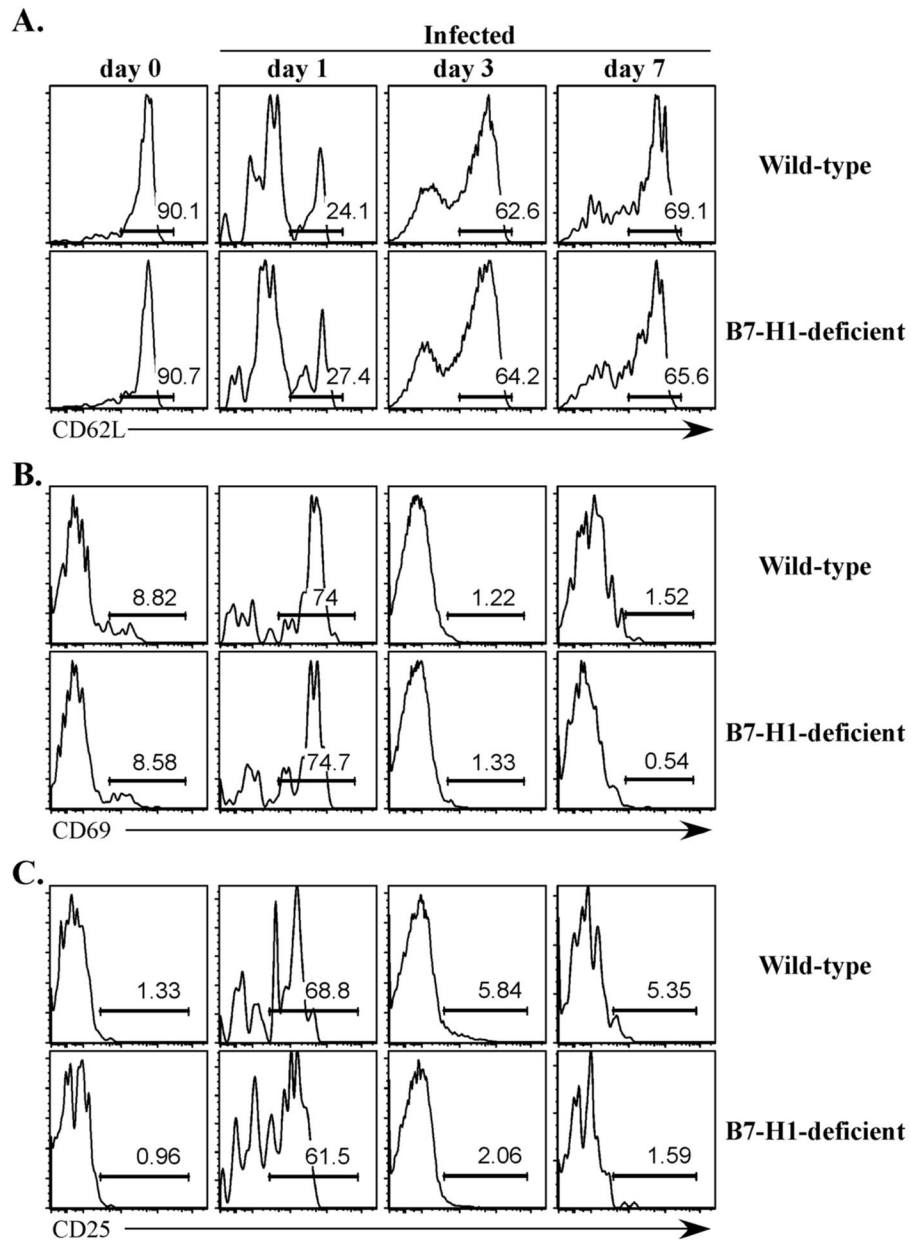 A.
Infected
day 0 day 1 day 3 day 7
90.1 24.1 62.6 69.1 Wild-type
90.7 27.4 64.2 65.6 B7-H1-deficient
CD62L
B.
8.82 74 1.22 1.52 Wild-type
8.58 74.7 1.33 0.54 B7-H1-deficient
CD69
C.
1.33 68.8 5.84 5.35 Wild-type
0.96 61.5 2.06 1.59 B7-H1-deficient
CD25